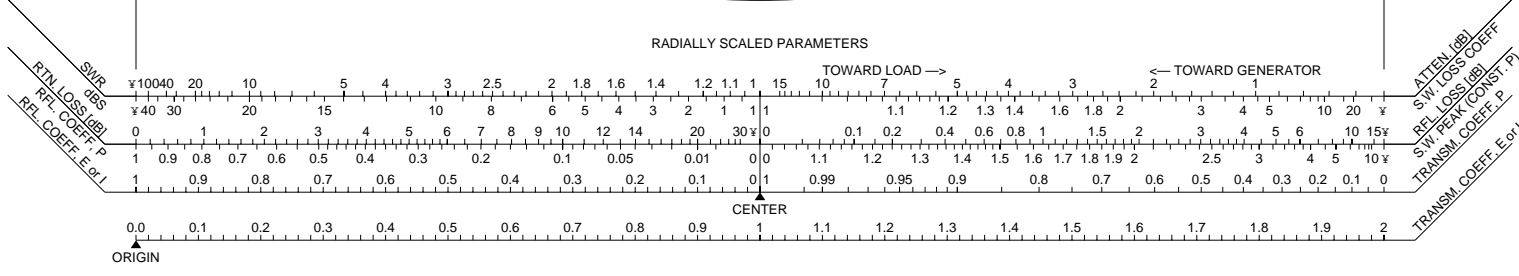 RADIALLY SCALED PARAMETERS
TOWARD LOAD —> <— TOWARD GENERATOR
¥ 100 40 20 10 5 4 3 2.5 2 1.8 1.6 1.4 1.2 1.1 1 15 10 7 5 4 3 2 1
¥ 40 30 20 15 10 8 6 5 4 3 2 1 1 1 1.1 1.2 1.3 1.4 1.6 1.8 2 3 4 5 10 20 ¥
0 1 2 3 4 5 6 7 8 9 10 12 14 20 30 ¥ 0 0.1 0.2 0.4 0.6 0.8 1 1.5 2 3 4 5 6 10 15 ¥
1 0.9 0.8 0.7 0.6 0.5 0.4 0.3 0.2 0.1 0.05 0.01 0 0 1.1 1.2 1.3 1.4 1.5 1.6 1.7 1.8 1.9 2 2.5 3 4 5 10 ¥
1 0.9 0.8 0.7 0.6 0.5 0.4 0.3 0.2 0.1 0 1 0.99 0.95 0.9 0.8 0.7 0.6 0.5 0.4 0.3 0.2 0.1 0
CENTER
0.0 0.1 0.2 0.3 0.4 0.5 0.6 0.7 0.8 0.9 1 1.1 1.2 1.3 1.4 1.5 1.6 1.7 1.8 1.9 2
ORIGIN
SWR
dBS
RTN. LOSS [dB]
RFL. COEFF, P
RFL. COEFF, E or I
ATTEN. [dB]
S.W. LOSS COEFF
RFL. LOSS [dB]
S.W. PEAK (CONST. P)
TRANSM. COEFF, P
TRANSM. COEFF, E or I